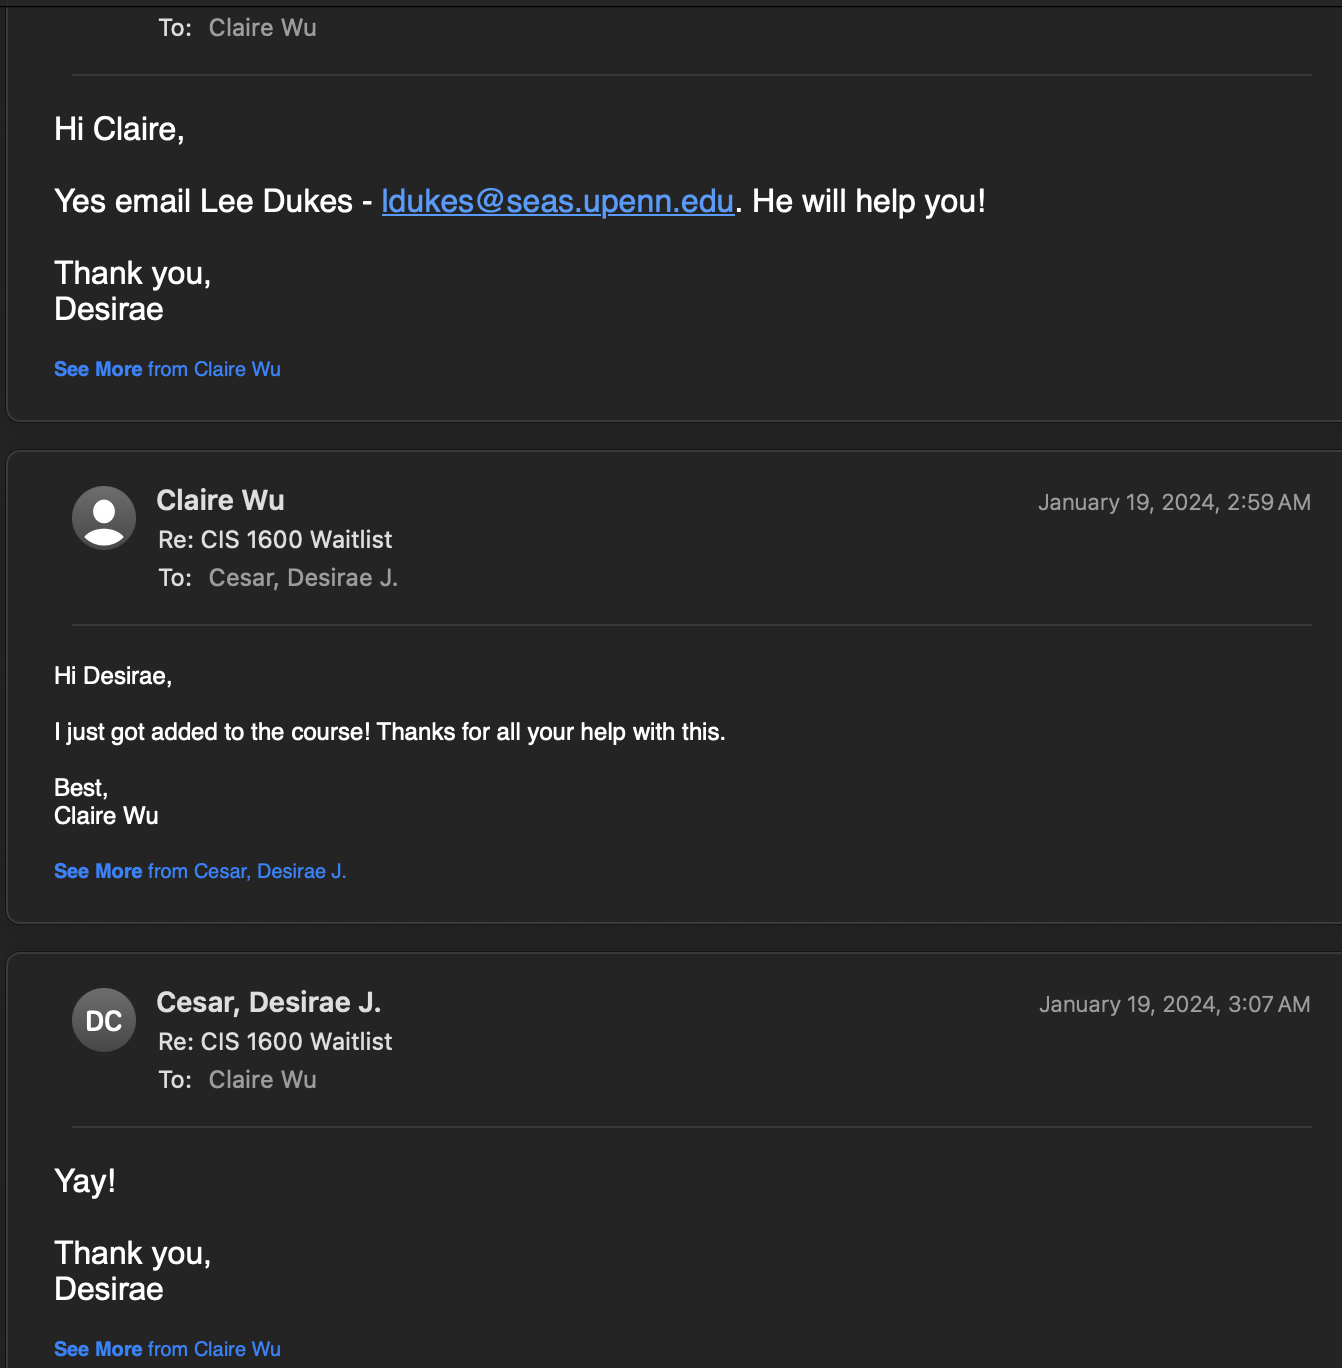 To: Claire Wu
Hi Claire,
Yes email Lee Dukes - ldukes@seas.upenn.edu. He will help you!
Thank you,
Desirae
See More from Claire Wu
Claire Wu
January 19, 2024, 2:59 AM
Re: CIS 1600 Waitlist
To: Cesar, Desirae J.
Hi Desirae,
I just got added to the course! Thanks for all your help with this.
Best,
Claire Wu
See More from Cesar, Desirae J.
DC
Cesar, Desirae J.
January 19, 2024, 3:07 AM
Re: CIS 1600 Waitlist
To: Claire Wu
Yay!
Thank you,
Desirae
See More from Claire Wu